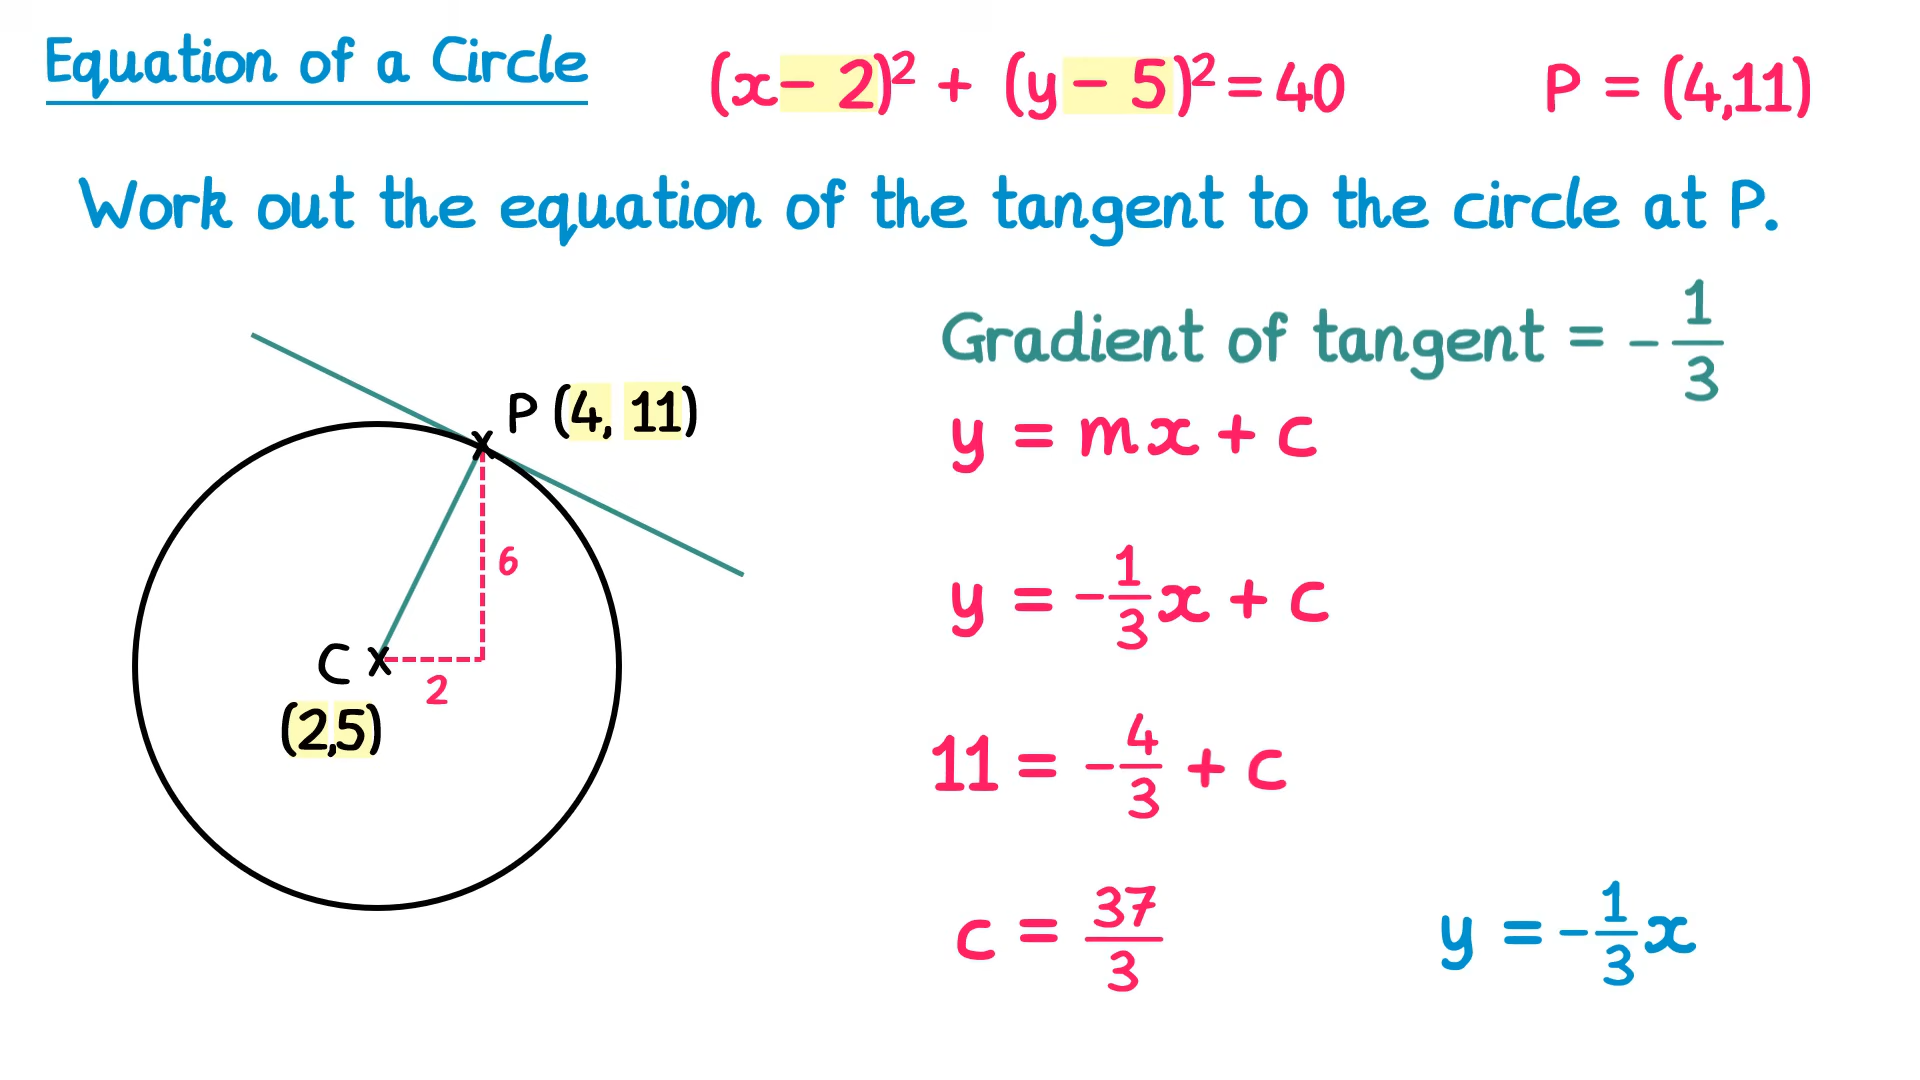 Equation of a Circle
(x - 2)² + (y - 5)² = 40
P = (4,11)
Work out the equation of the tangent to the circle at P.
Gradient of tangent = -1/3
P (4, 11)
y = mx + c
6
y = -1/3x + c
C
2
(2,5)
11 = -4/3 + c
c = 37/3
y = -1/3x